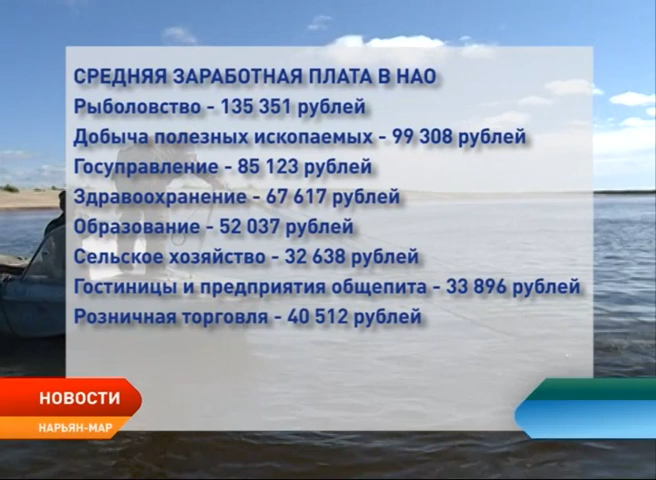 СРЕДНЯЯ ЗАРАБОТНАЯ ПЛАТА В НАО
Рыболовство - 135 351 рублей
Добыча полезных ископаемых - 99 308 рублей
Госуправление - 85 123 рублей
Здравоохранение - 67 617 рублей
Образование - 52 037 рублей
Сельское хозяйство - 32 638 рублей
Гостиницы и предприятия общепита - 33 896 рублей
Розничная торговля - 40 512 рублей
НОВОСТИ
НАРЬЯН-МАР